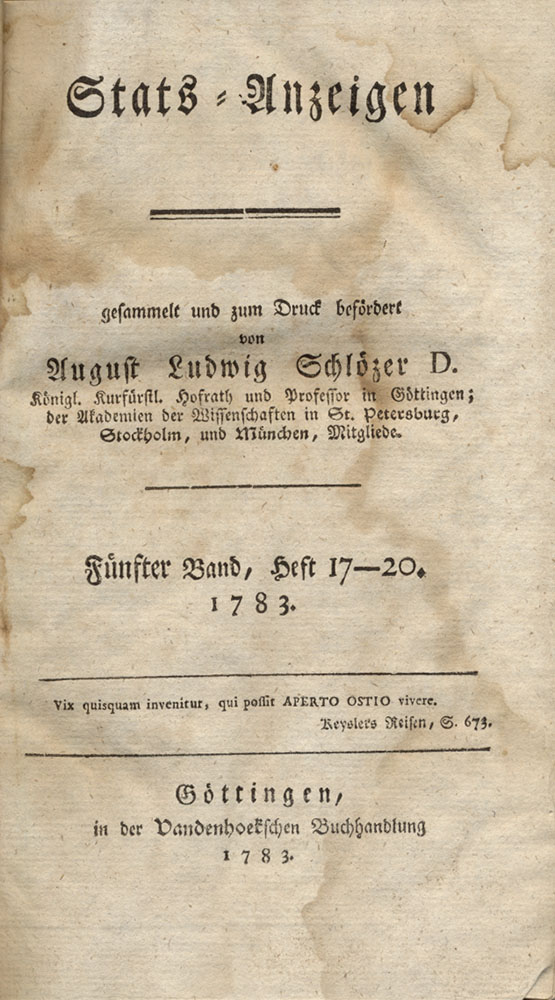 Stats-Anzeigen
gesammelt und zum Druck befördert
von
August Ludwig Schlözer D.
Königl. Kurfürstl. Hofrath und Professor in Göttingen;
der Akademien der Wissenschaften in St. Petersburg,
Stockholm, und München, Mitgliede.
Fünfter Band, Heft 17—20.
1783.
Vix quisquam invenitur, qui possit APERTO OSTIO vivere.
Keyslers Reisen, S. 673.
Göttingen,
in der Vandenhoekschen Buchhandlung
1783.